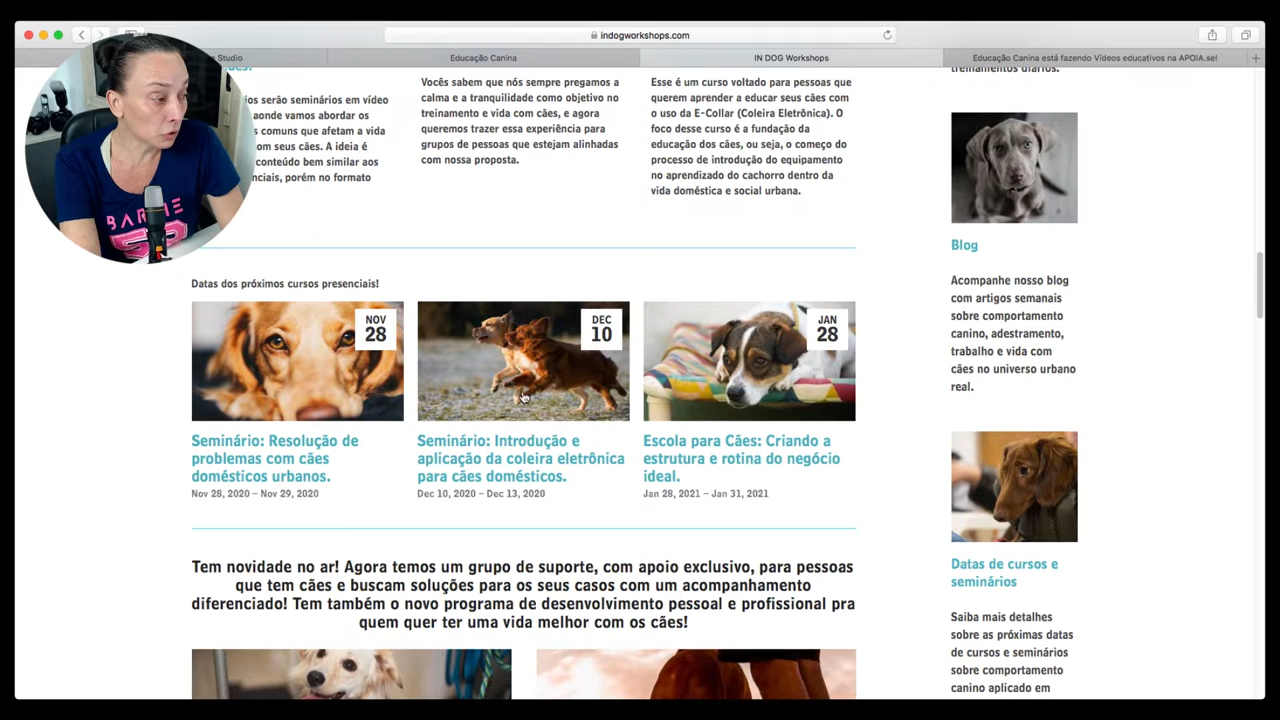 indogworkshops.com
Studio
Educação Canina
IN DOG Workshops
Educação Canina está fazendo Vídeos educativos na APOIA.se!
ios serão seminários em vídeo
aonde vamos abordar os
comuns que afetam a vida
om seus cães. A ideia é
conteúdo bem similar aos
enciais, porém no formato
Vocês sabem que nós sempre pregamos a
calma e a tranquilidade como objetivo no
treinamento e vida com cães, e agora
queremos trazer essa experiência para
grupos de pessoas que estejam alinhadas
com nossa proposta.
Esse é um curso voltado para pessoas que
querem aprender a educar seus cães com
o uso da E-Collar (Coleira Eletrônica). O
foco desse curso é a fundação da
educação dos cães, ou seja, o começo do
processo de introdução do equipamento
no aprendizado do cachorro dentro da
vida doméstica e social urbana.
treinamentos diários.
BARBIE
Blog
Acompanhe nosso blog
com artigos semanais
sobre comportamento
canino, adestramento,
trabalho e vida com
cães no universo urbano
real.
Datas dos próximos cursos presenciais!
NOV
28
DEC
10
JAN
28
Seminário: Resolução de
problemas com cães
domésticos urbanos.
Nov 28, 2020 – Nov 29, 2020
Seminário: Introdução e
aplicação da coleira eletrônica
para cães domésticos.
Dec 10, 2020 – Dec 13, 2020
Escola para Cães: Criando a
estrutura e rotina do negócio
ideal.
Jan 28, 2021 – Jan 31, 2021
Tem novidade no ar! Agora temos um grupo de suporte, com apoio exclusivo, para pessoas
que tem cães e buscam soluções para os seus casos com um acompanhamento
diferenciado! Tem também o novo programa de desenvolvimento pessoal e profissional pra
quem quer ter uma vida melhor com os cães!
Datas de cursos e
seminários
Saiba mais detalhes
sobre as próximas datas
de cursos e seminários
sobre comportamento
canino aplicado em